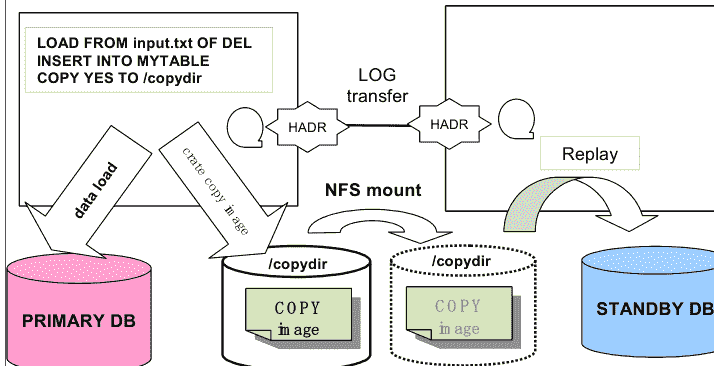 LOAD FROM input.txt OF DEL
INSERT INTO MYTABLE
COPY YES TO /copydir
LOG
transfer
HADR
HADR
Replay
data load
crate copy image
NFS mount
/copydir
/copydir
COPY
image
COPY
image
PRIMARY DB
STANDBY DB